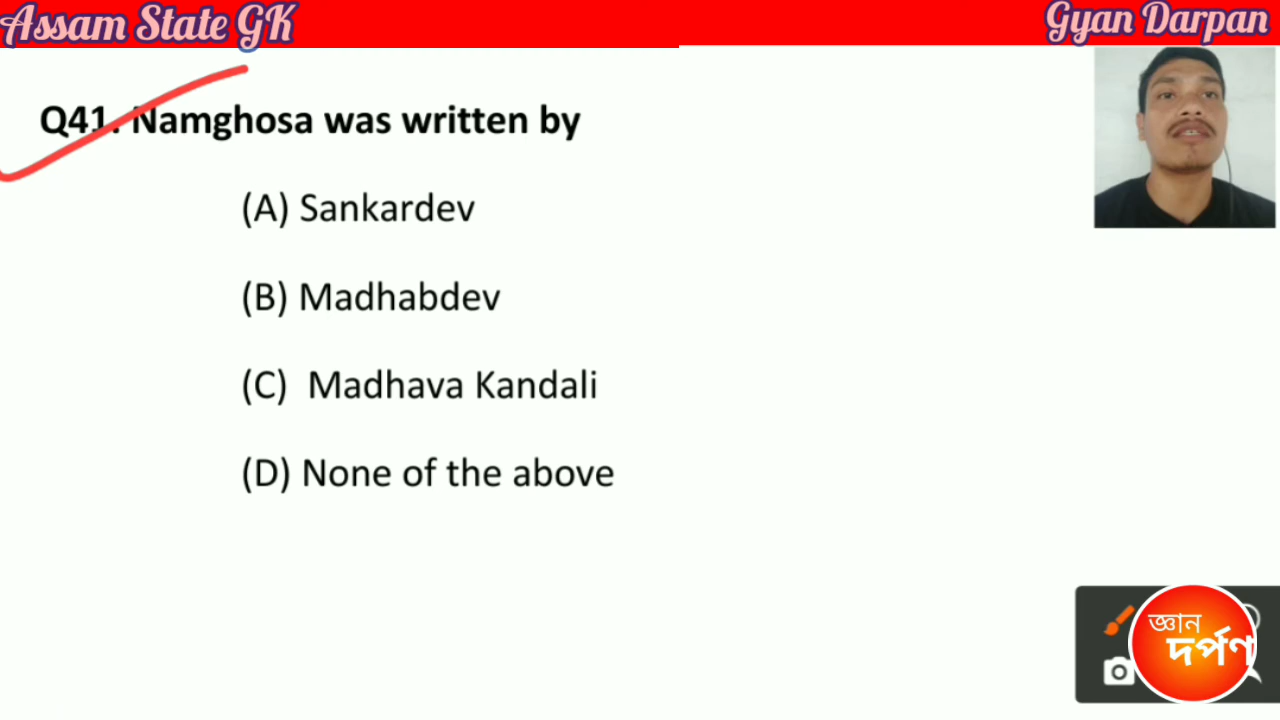 Assam State GK
Gyan Darpan
Q41. Namghosa was written by
(A) Sankardev
(B) Madhabdev
(C) Madhava Kandali
(D) None of the above
জ্ঞান
দৰ্পণ